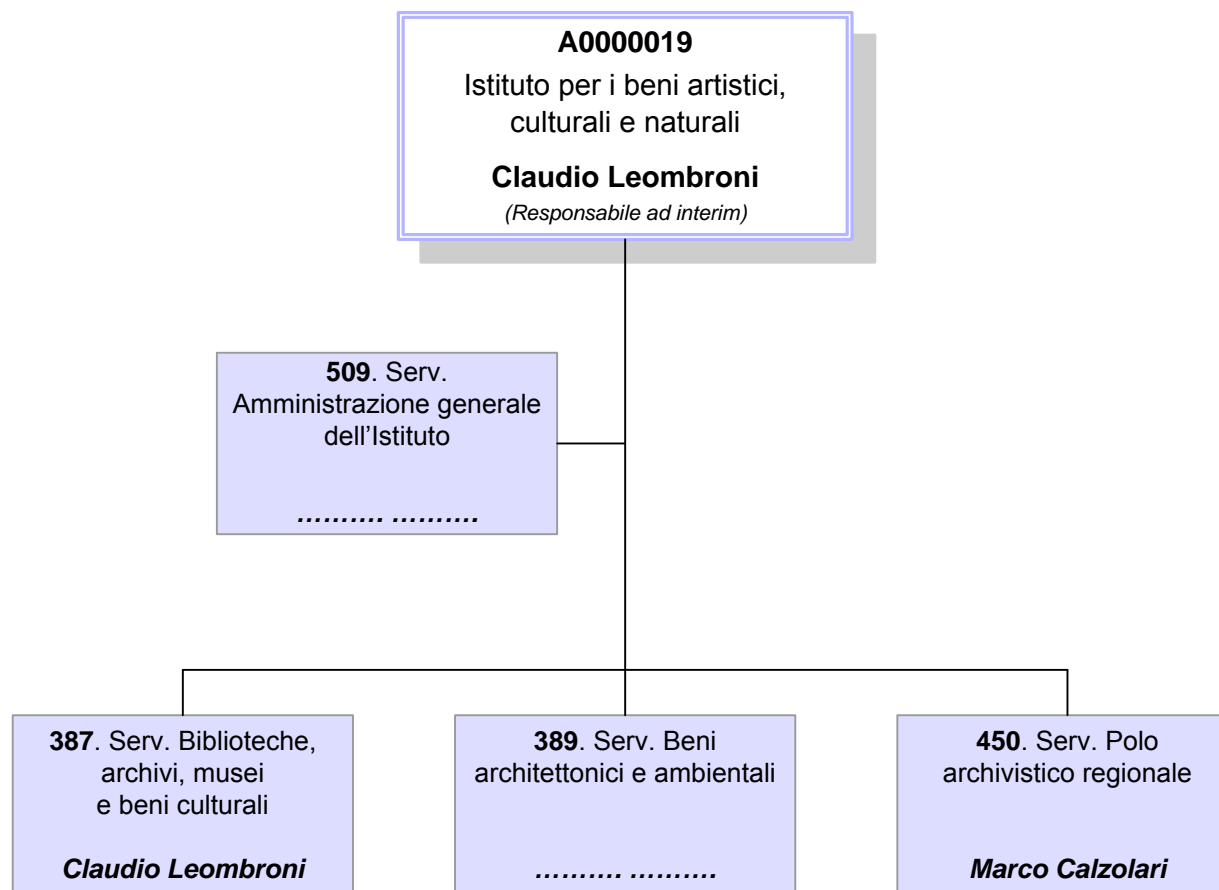 A0000019
Istituto per i beni artistici,
culturali e naturali
Claudio Leombroni
(Responsabile ad interim)
509. Serv.
Amministrazione generale
dell’Istituto
………. ……….
387. Serv. Biblioteche,
archivi, musei
e beni culturali
Claudio Leombroni
389. Serv. Beni
architettonici e ambientali
………. ……….
450. Serv. Polo
archivistico regionale
Marco Calzolari